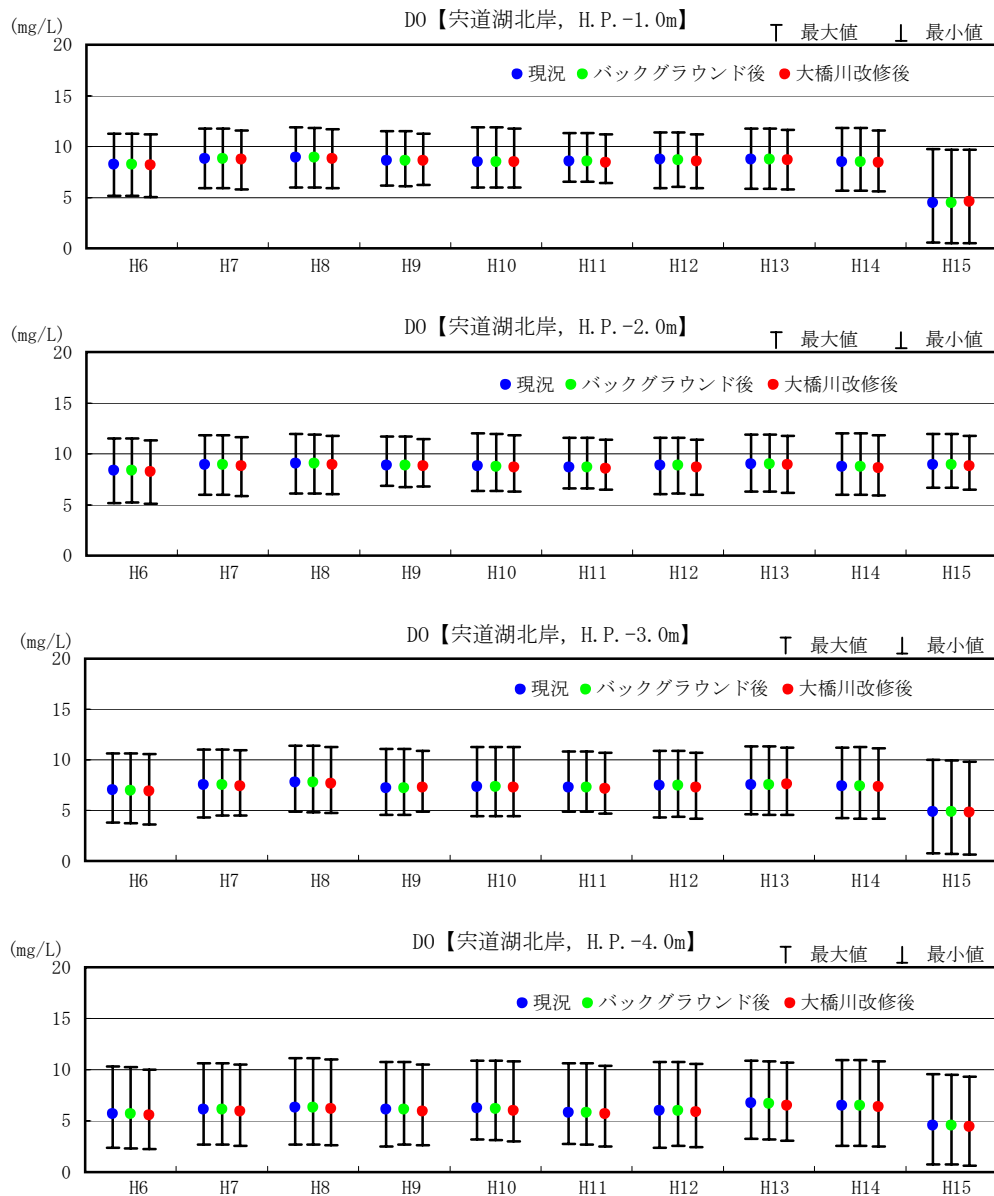 DO【宍道湖北岸, H.P.-1.0m】
(mg/L)
最大値 最小値
20
● 現況 ● バックグラウンド後 ● 大橋川改修後
15
10
5
0
H6 H7 H8 H9 H10 H11 H12 H13 H14 H15
DO【宍道湖北岸, H.P.-2.0m】
(mg/L)
最大値 最小値
20
● 現況 ● バックグラウンド後 ● 大橋川改修後
15
10
5
0
H6 H7 H8 H9 H10 H11 H12 H13 H14 H15
DO【宍道湖北岸, H.P.-3.0m】
(mg/L)
最大値 最小値
20
● 現況 ● バックグラウンド後 ● 大橋川改修後
15
10
5
0
H6 H7 H8 H9 H10 H11 H12 H13 H14 H15
DO【宍道湖北岸, H.P.-4.0m】
(mg/L)
最大値 最小値
20
● 現況 ● バックグラウンド後 ● 大橋川改修後
15
10
5
0
H6 H7 H8 H9 H10 H11 H12 H13 H14 H15